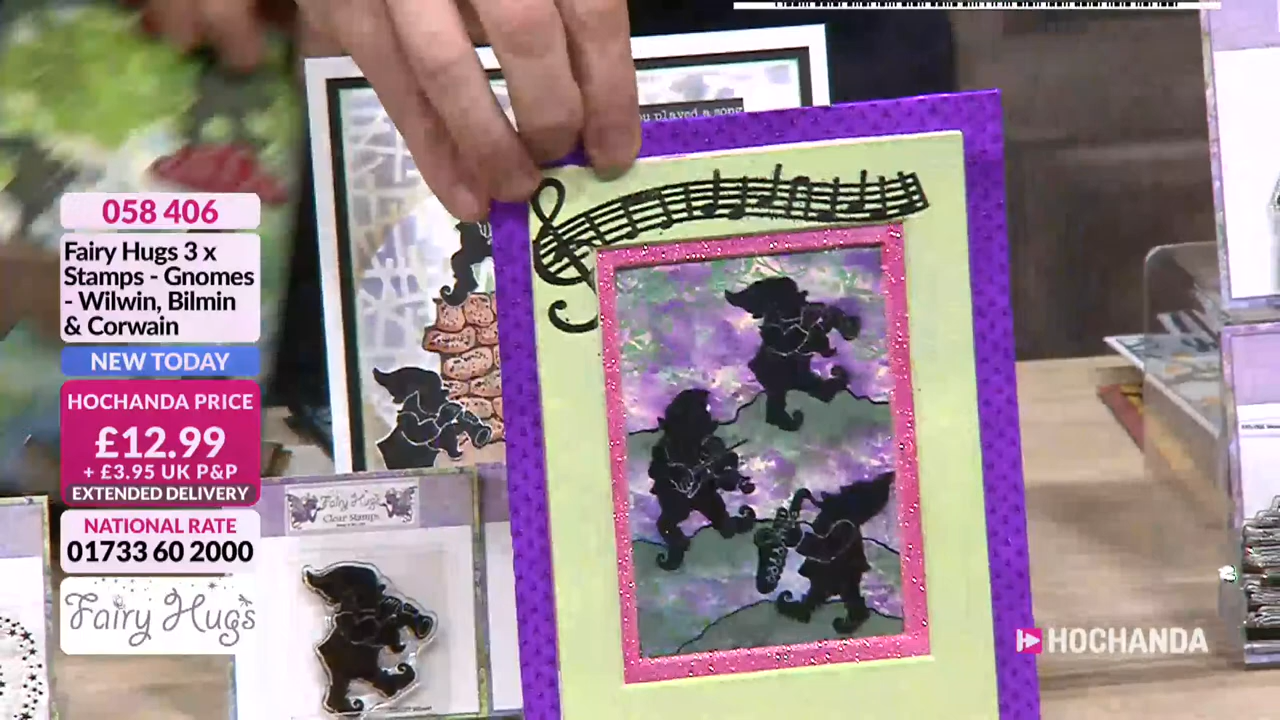 ou played a song
058 406
Fairy Hugs 3 x
Stamps - Gnomes
- Wilwin, Bilmin
& Corwain
NEW TODAY
HOCHANDA PRICE
£12.99
+ £3.95 UK P&P
EXTENDED DELIVERY
NATIONAL RATE
01733 60 2000
Fairy Hugs
Fairy Hugs
Clear Stamps
HOCHANDA